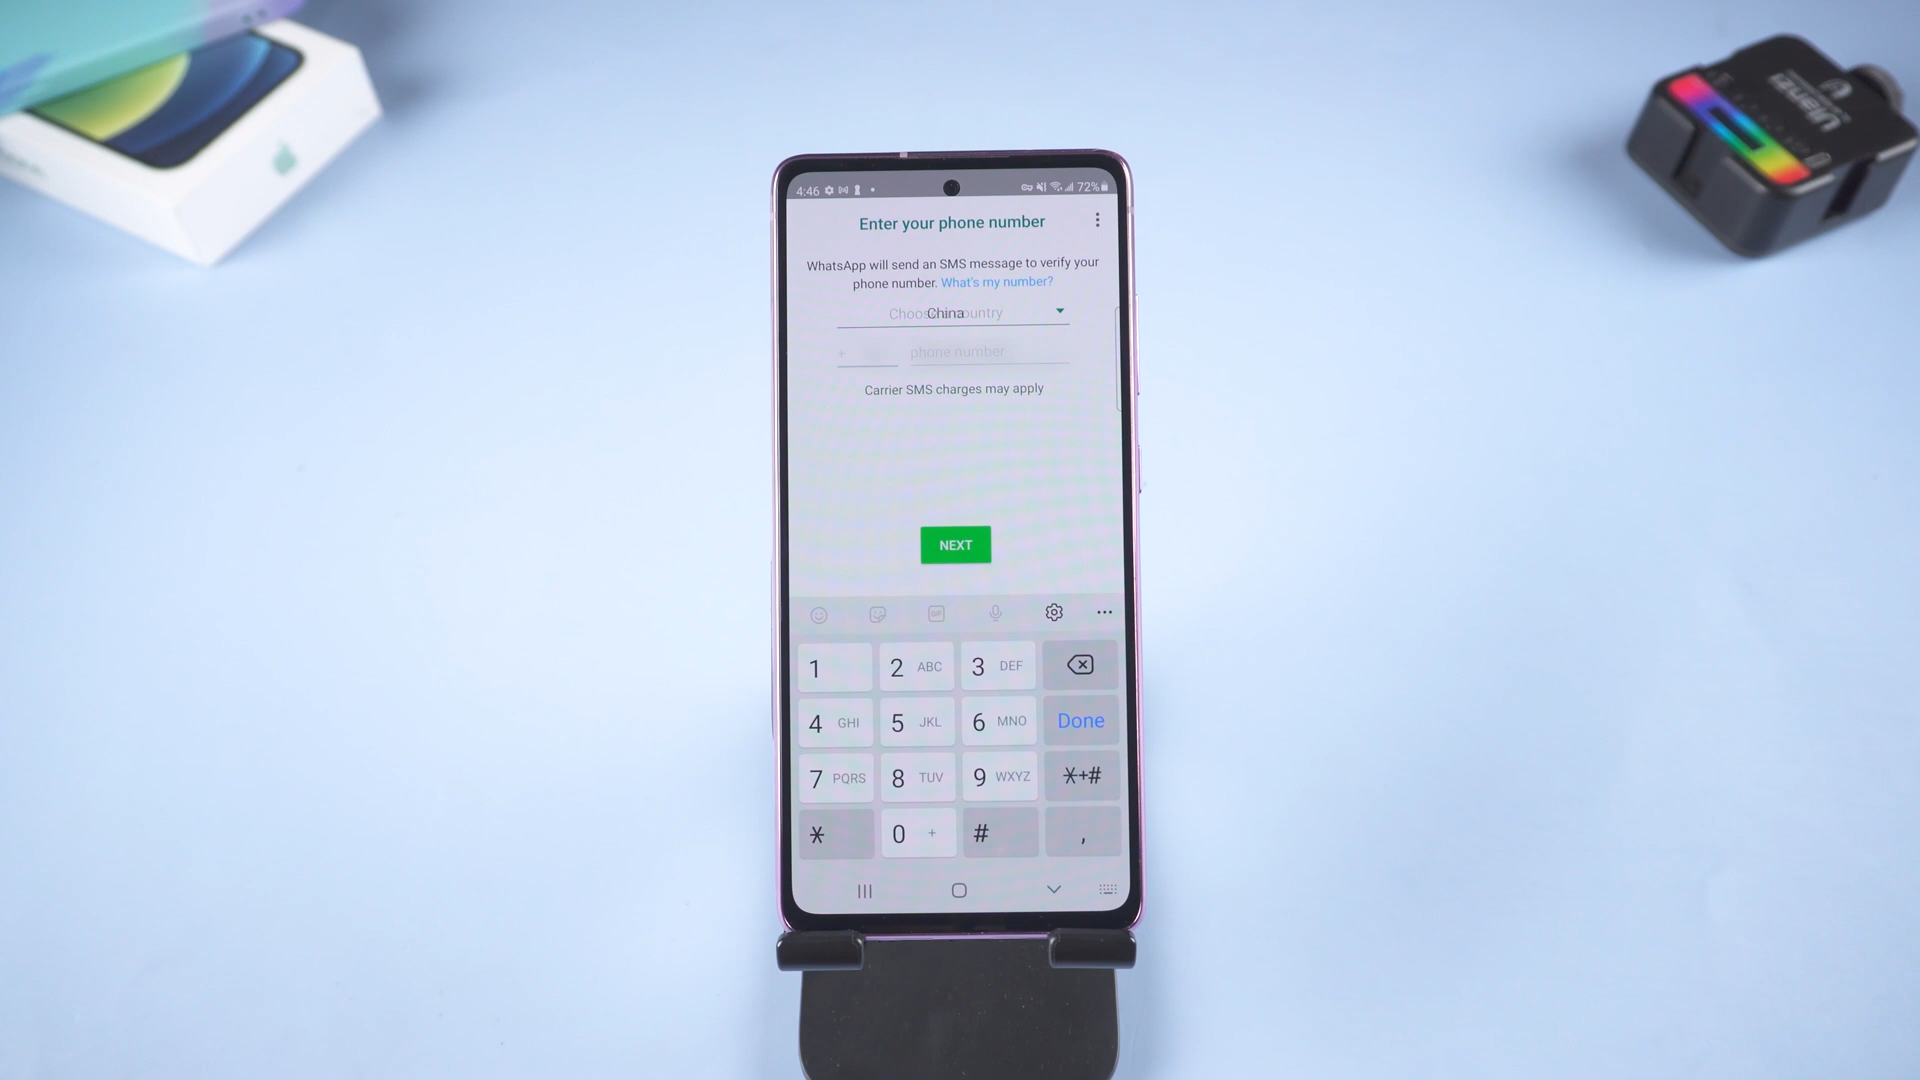 4:46
72%
Enter your phone number
WhatsApp will send an SMS message to verify your
phone number. What's my number?
China
+ phone number
Carrier SMS charges may apply
NEXT
GIF
1 2 ABC 3 DEF
4 GHI 5 JKL 6 MNO Done
7 PQRS 8 TUV 9 WXYZ *+#
* 0 + # ,
Ulanzi